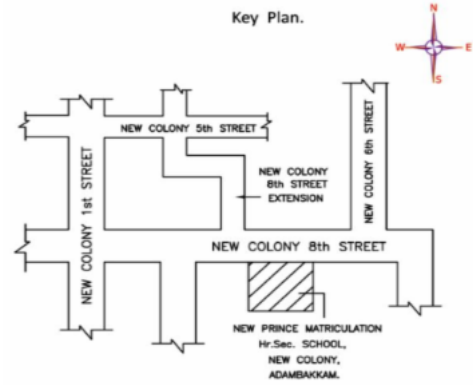 Key Plan.
N
W
E
S
NEW COLONY 5th STREET
NEW COLONY 1st STREET
NEW COLONY 6th STREET
NEW COLONY
8th STREET
EXTENSION
NEW COLONY 8th STREET
NEW PRINCE MATRICULATION
Hr.Sec. SCHOOL,
NEW COLONY,
ADAMBAKKAM.